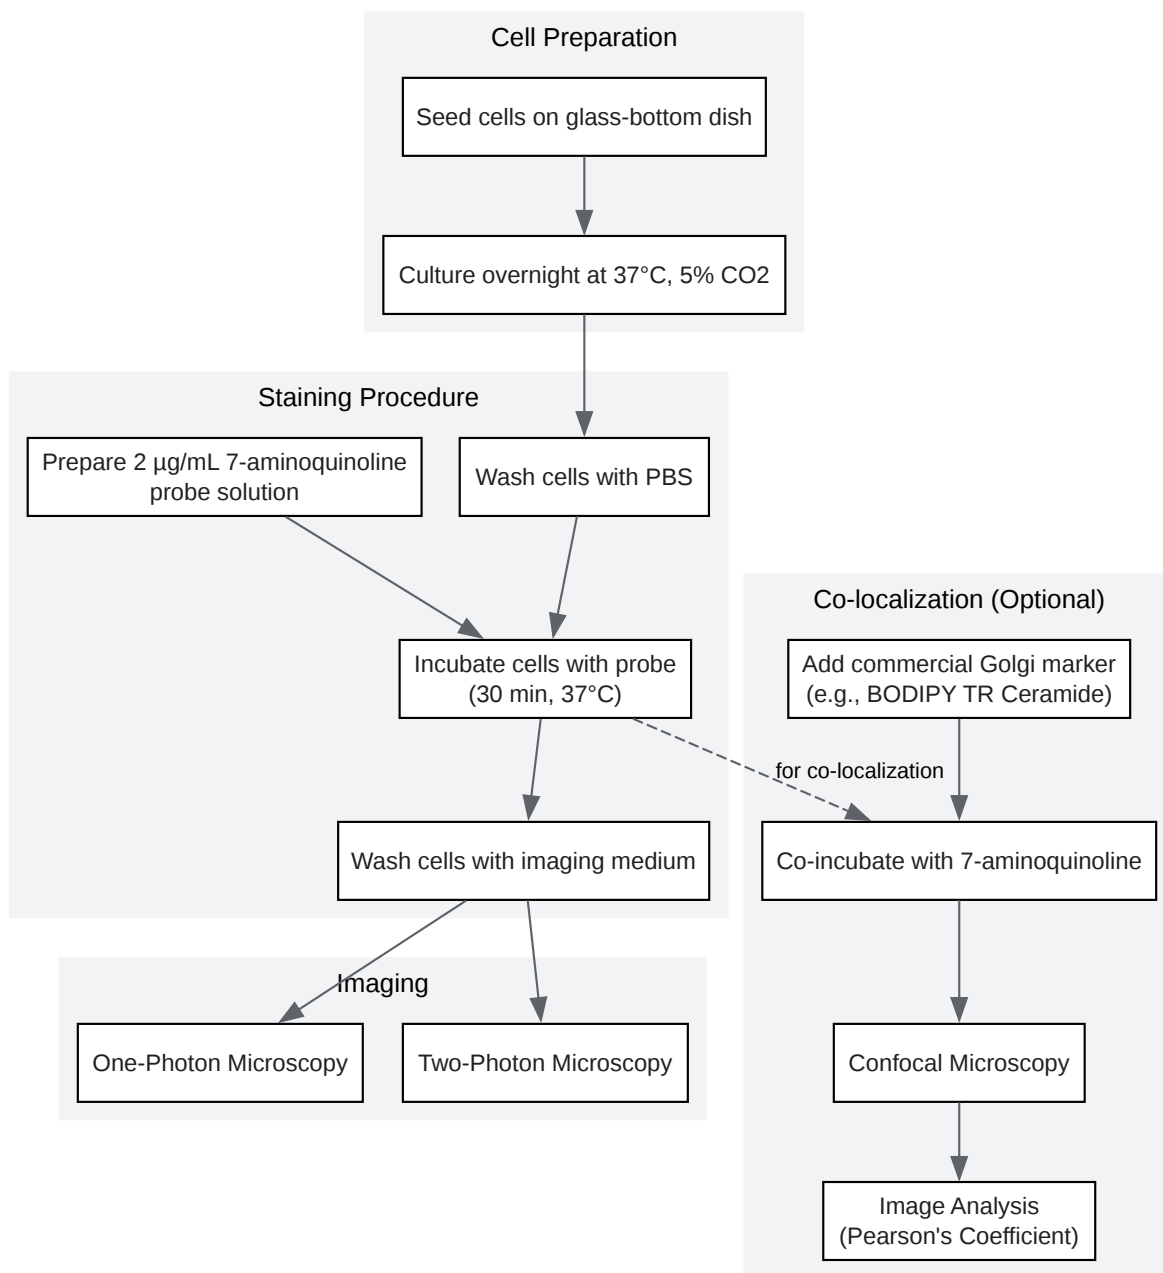 Cell Preparation
Seed cells on glass-bottom dish
Culture overnight at 37°C, 5% CO2
Staining Procedure
Prepare 2 µg/mL 7-aminoquinoline
probe solution
Wash cells with PBS
Incubate cells with probe
(30 min, 37°C)
Wash cells with imaging medium
Imaging
One-Photon Microscopy
Two-Photon Microscopy
Co-localization (Optional)
Add commercial Golgi marker
(e.g., BODIPY TR Ceramide)
for co-localization
Co-incubate with 7-aminoquinoline
Confocal Microscopy
Image Analysis
(Pearson's Coefficient)